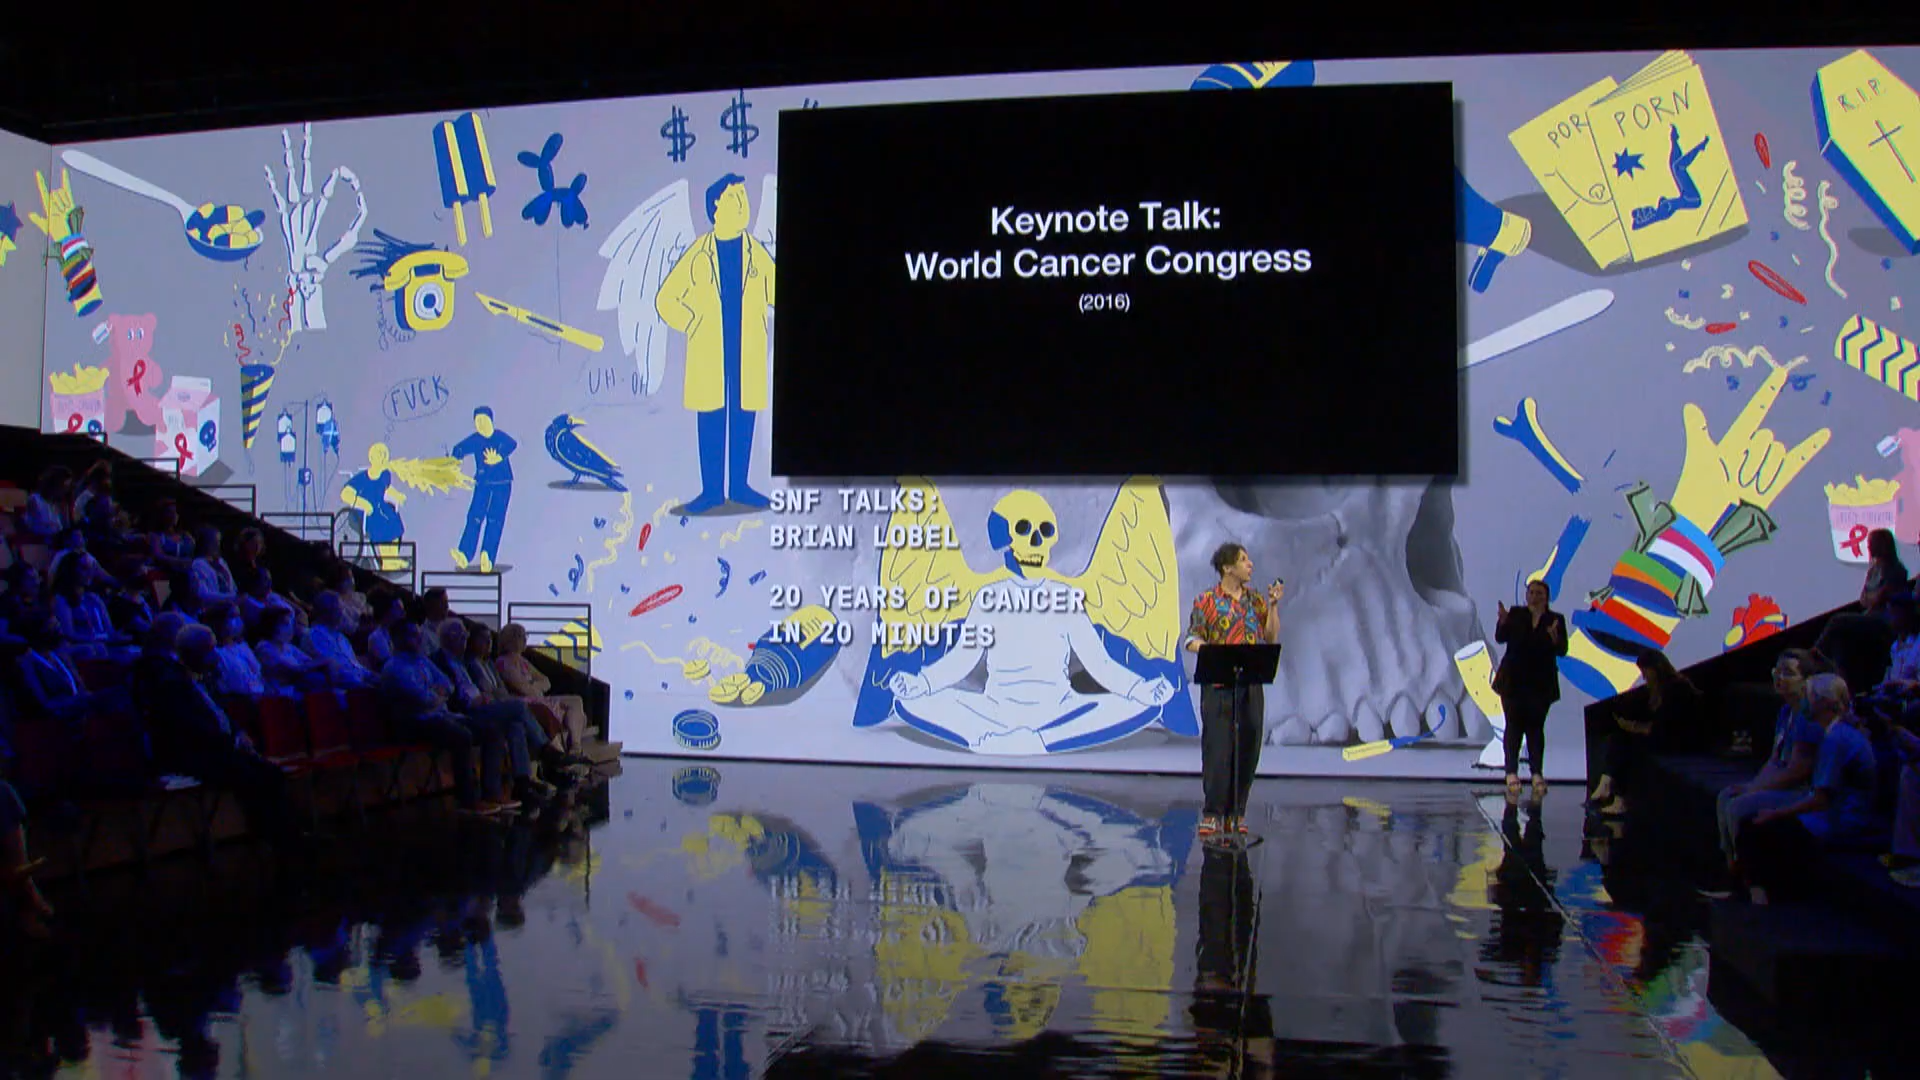 $ $
POR
PORN
R.I.P.
Keynote Talk:
World Cancer Congress
(2016)
UH-OH
FVCK
SNF TALKS:
BRIAN LOBEL
20 YEARS OF CANCER
IN 20 MINUTES